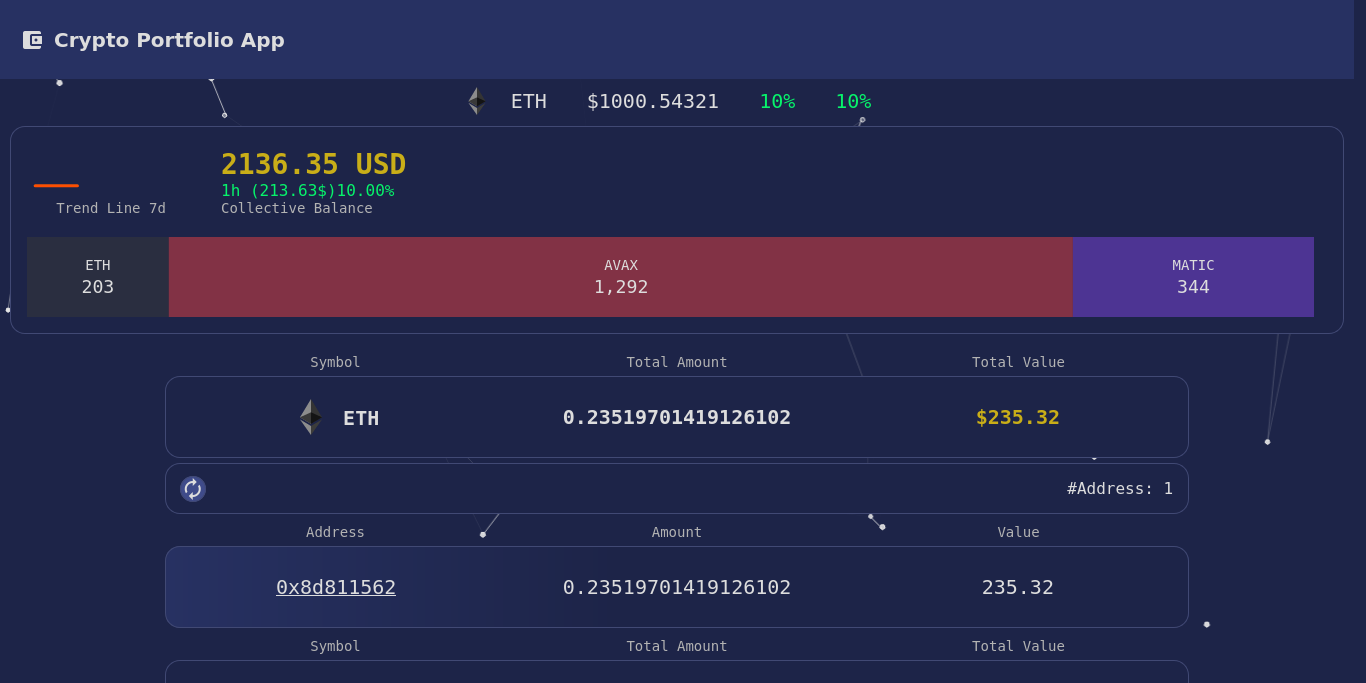 Crypto Portfolio App
ETH $1000.54321 10% 10%
2136.35 USD
1h (213.63$)10.00%
Trend Line 7d Collective Balance
ETH AVAX MATIC
203 1,292 344
Symbol Total Amount Total Value
ETH 0.23519701419126102 $235.32
#Address: 1
Address Amount Value
0x8d811562 0.23519701419126102 235.32
Symbol Total Amount Total Value